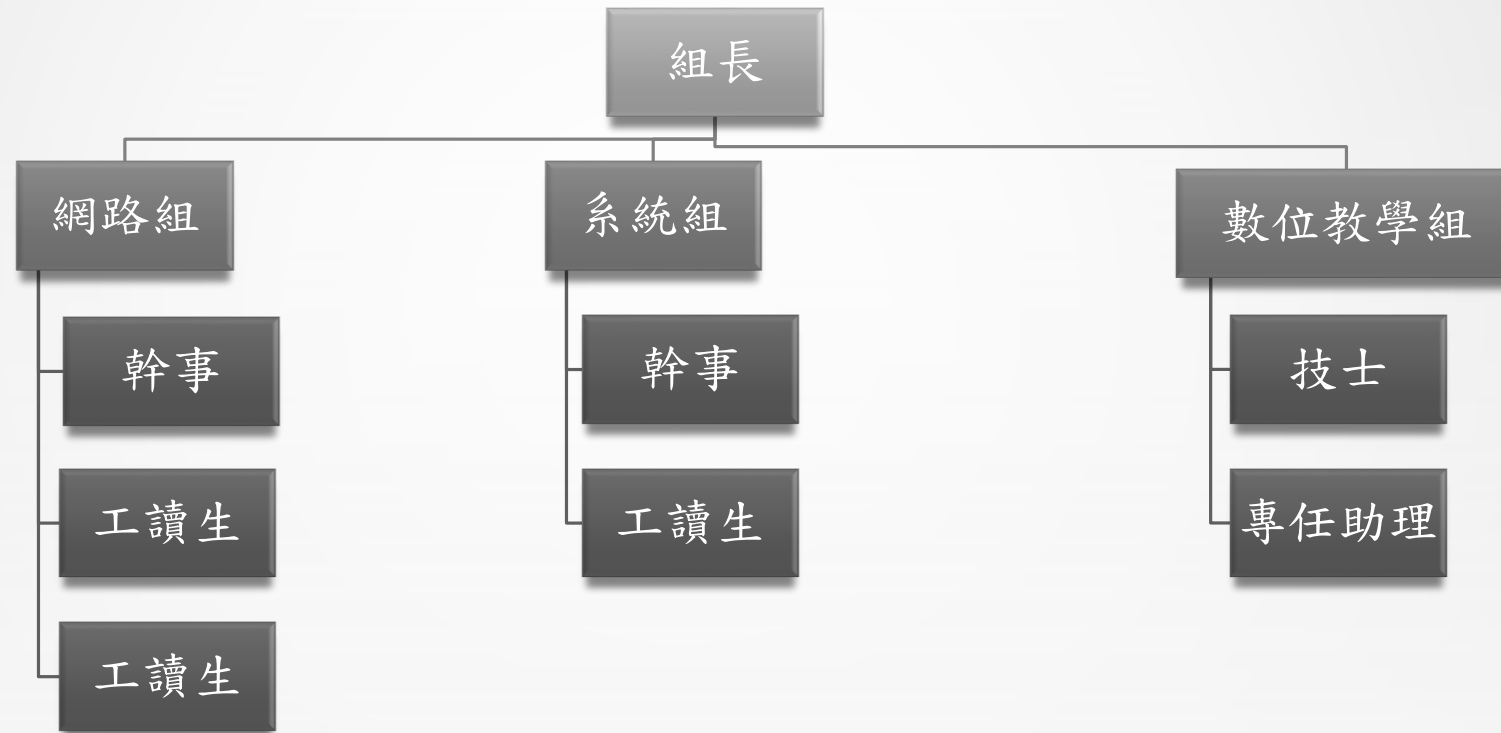 組長
網路組
幹事
工讀生
工讀生
系統組
幹事
工讀生
數位教學組
技士
專任助理